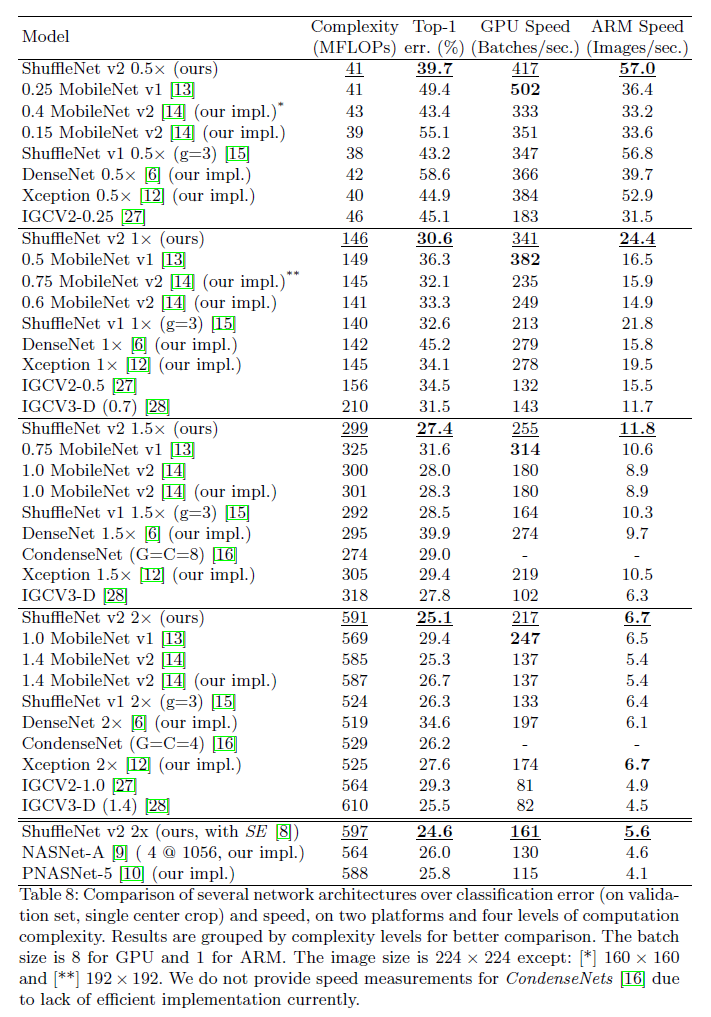 Model Complexity (MFLOPs) Top-1 err. (%) GPU Speed (Batches/sec.) ARM Speed (Images/sec.)
ShuffleNet v2 0.5× (ours) 41 39.7 417 57.0
0.25 MobileNet v1 [13] 41 49.4 502 36.4
0.4 MobileNet v2 [14] (our impl.)* 43 43.4 333 33.2
0.15 MobileNet v2 [14] (our impl.) 39 55.1 351 33.6
ShuffleNet v1 0.5× (g=3) [15] 38 43.2 347 56.8
DenseNet 0.5× [6] (our impl.) 42 58.6 366 39.7
Xception 0.5× [12] (our impl.) 40 44.9 384 52.9
IGCV2-0.25 [27] 46 45.1 183 31.5
ShuffleNet v2 1× (ours) 146 30.6 341 24.4
0.5 MobileNet v1 [13] 149 36.3 382 16.5
0.75 MobileNet v2 [14] (our impl.)** 145 32.1 235 15.9
0.6 MobileNet v2 [14] (our impl.) 141 33.3 249 14.9
ShuffleNet v1 1× (g=3) [15] 140 32.6 213 21.8
DenseNet 1× [6] (our impl.) 142 45.2 279 15.8
Xception 1× [12] (our impl.) 145 34.1 278 19.5
IGCV2-0.5 [27] 156 34.5 132 15.5
IGCV3-D (0.7) [28] 210 31.5 143 11.7
ShuffleNet v2 1.5× (ours) 299 27.4 255 11.8
0.75 MobileNet v1 [13] 325 31.6 314 10.6
1.0 MobileNet v2 [14] 300 28.0 180 8.9
1.0 MobileNet v2 [14] (our impl.) 301 28.3 180 8.9
ShuffleNet v1 1.5× (g=3) [15] 292 28.5 164 10.3
DenseNet 1.5× [6] (our impl.) 295 39.9 274 9.7
CondenseNet (G=C=8) [16] 274 29.0 - -
Xception 1.5× [12] (our impl.) 305 29.4 219 10.5
IGCV3-D [28] 318 27.8 102 6.3
ShuffleNet v2 2× (ours) 591 25.1 217 6.7
1.0 MobileNet v1 [13] 569 29.4 247 6.5
1.4 MobileNet v2 [14] 585 25.3 137 5.4
1.4 MobileNet v2 [14] (our impl.) 587 26.7 137 5.4
ShuffleNet v1 2× (g=3) [15] 524 26.3 133 6.4
DenseNet 2× [6] (our impl.) 519 34.6 197 6.1
CondenseNet (G=C=4) [16] 529 26.2 - -
Xception 2× [12] (our impl.) 525 27.6 174 6.7
IGCV2-1.0 [27] 564 29.3 81 4.9
IGCV3-D (1.4) [28] 610 25.5 82 4.5
ShuffleNet v2 2x (ours, with SE [8]) 597 24.6 161 5.6
NASNet-A [9] ( 4 @ 1056, our impl.) 564 26.0 130 4.6
PNASNet-5 [10] (our impl.) 588 25.8 115 4.1
Table 8: Comparison of several network architectures over classification error (on valida-
tion set, single center crop) and speed, on two platforms and four levels of computation
complexity. Results are grouped by complexity levels for better comparison. The batch
size is 8 for GPU and 1 for ARM. The image size is 224 × 224 except: [*] 160 × 160
and [**] 192 × 192. We do not provide speed measurements for CondenseNets [16] due
to lack of efficient implementation currently.